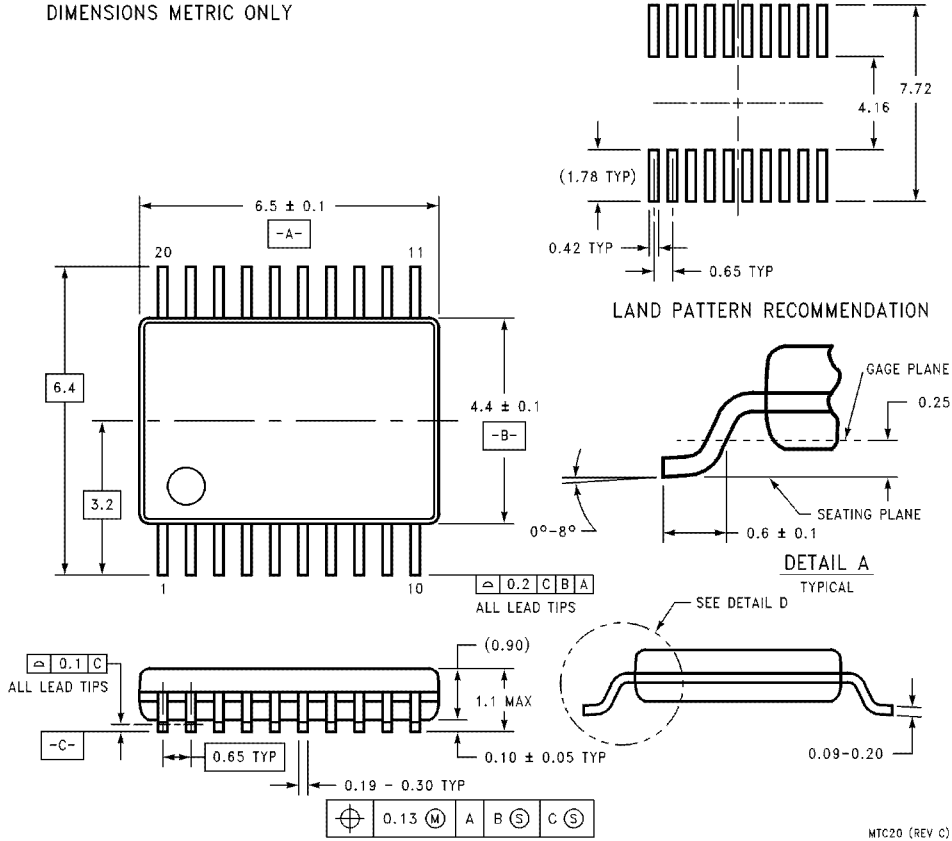 DIMENSIONS METRIC ONLY
7.72
4.16
(1.78 TYP)
0.42 TYP
0.65 TYP
LAND PATTERN RECOMMENDATION
6.5 ± 0.1
-A-
20
11
6.4
3.2
4.4 ± 0.1
-B-
1
10
0.2 C B A
ALL LEAD TIPS
GAGE PLANE
0.25
0°-8°
SEATING PLANE
0.6 ± 0.1
DETAIL A
TYPICAL
SEE DETAIL D
0.09-0.20
(0.90)
1.1 MAX
0.1 C
ALL LEAD TIPS
-C-
0.65 TYP
0.10 ± 0.05 TYP
0.19 - 0.30 TYP
0.13 Ⓜ A B Ⓢ C Ⓢ
MTC20 (REV C)